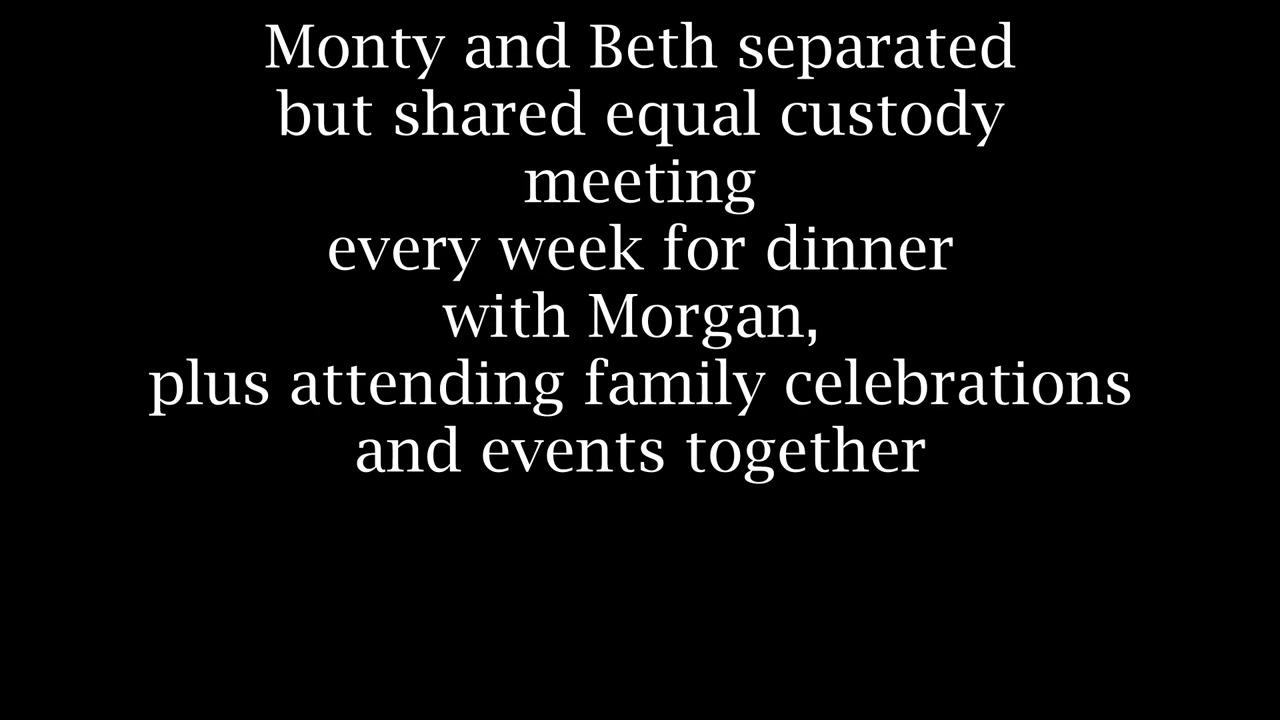 Monty and Beth separated
but shared equal custody
meeting
every week for dinner
with Morgan,
plus attending family celebrations
and events together